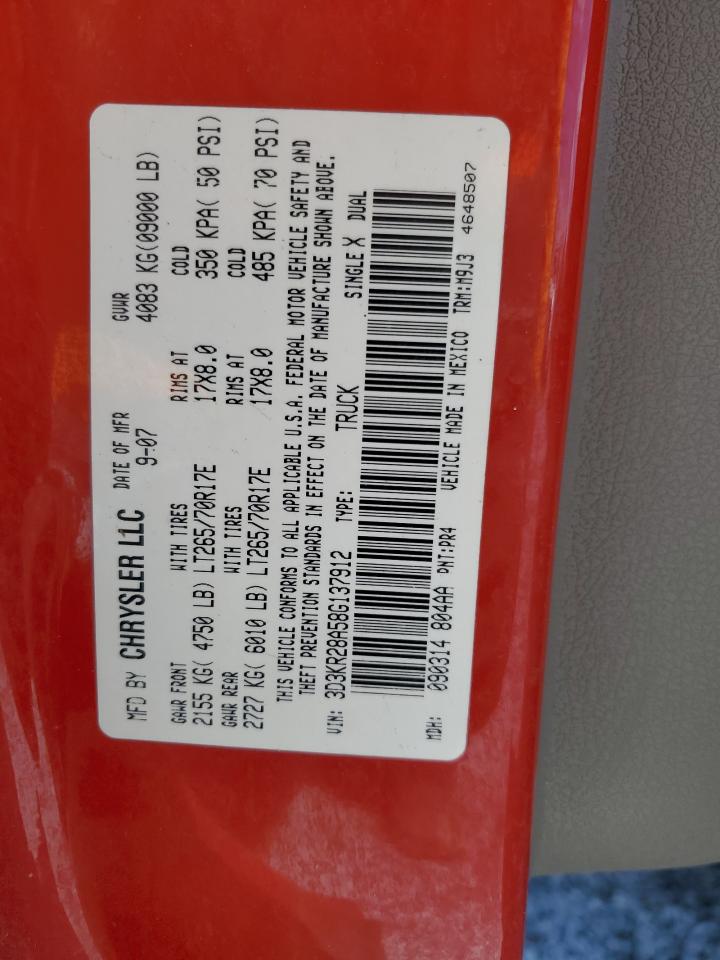 MFD BY CHRYSLER LLC DATE OF MFR GVWR
9-07 4083 KG(09000 LB)
GAWR FRONT WITH TIRES RIMS AT COLD
2155 KG( 4750 LB) LT265/70R17E 17X8.0 350 KPA( 50 PSI)
GAWR REAR WITH TIRES RIMS AT COLD
2727 KG( 6010 LB) LT265/70R17E 17X8.0 485 KPA( 70 PSI)
THIS VEHICLE CONFORMS TO ALL APPLICABLE U.S.A. FEDERAL MOTOR VEHICLE SAFETY AND
THEFT PREVENTION STANDARDS IN EFFECT ON THE DATE OF MANUFACTURE SHOWN ABOVE.
VIN: 3D3KR28A58G137912 TYPE: TRUCK SINGLE X DUAL
MDH: 090314 804AA PNT:PR4 VEHICLE MADE IN MEXICO TRM:M9J3 4648507